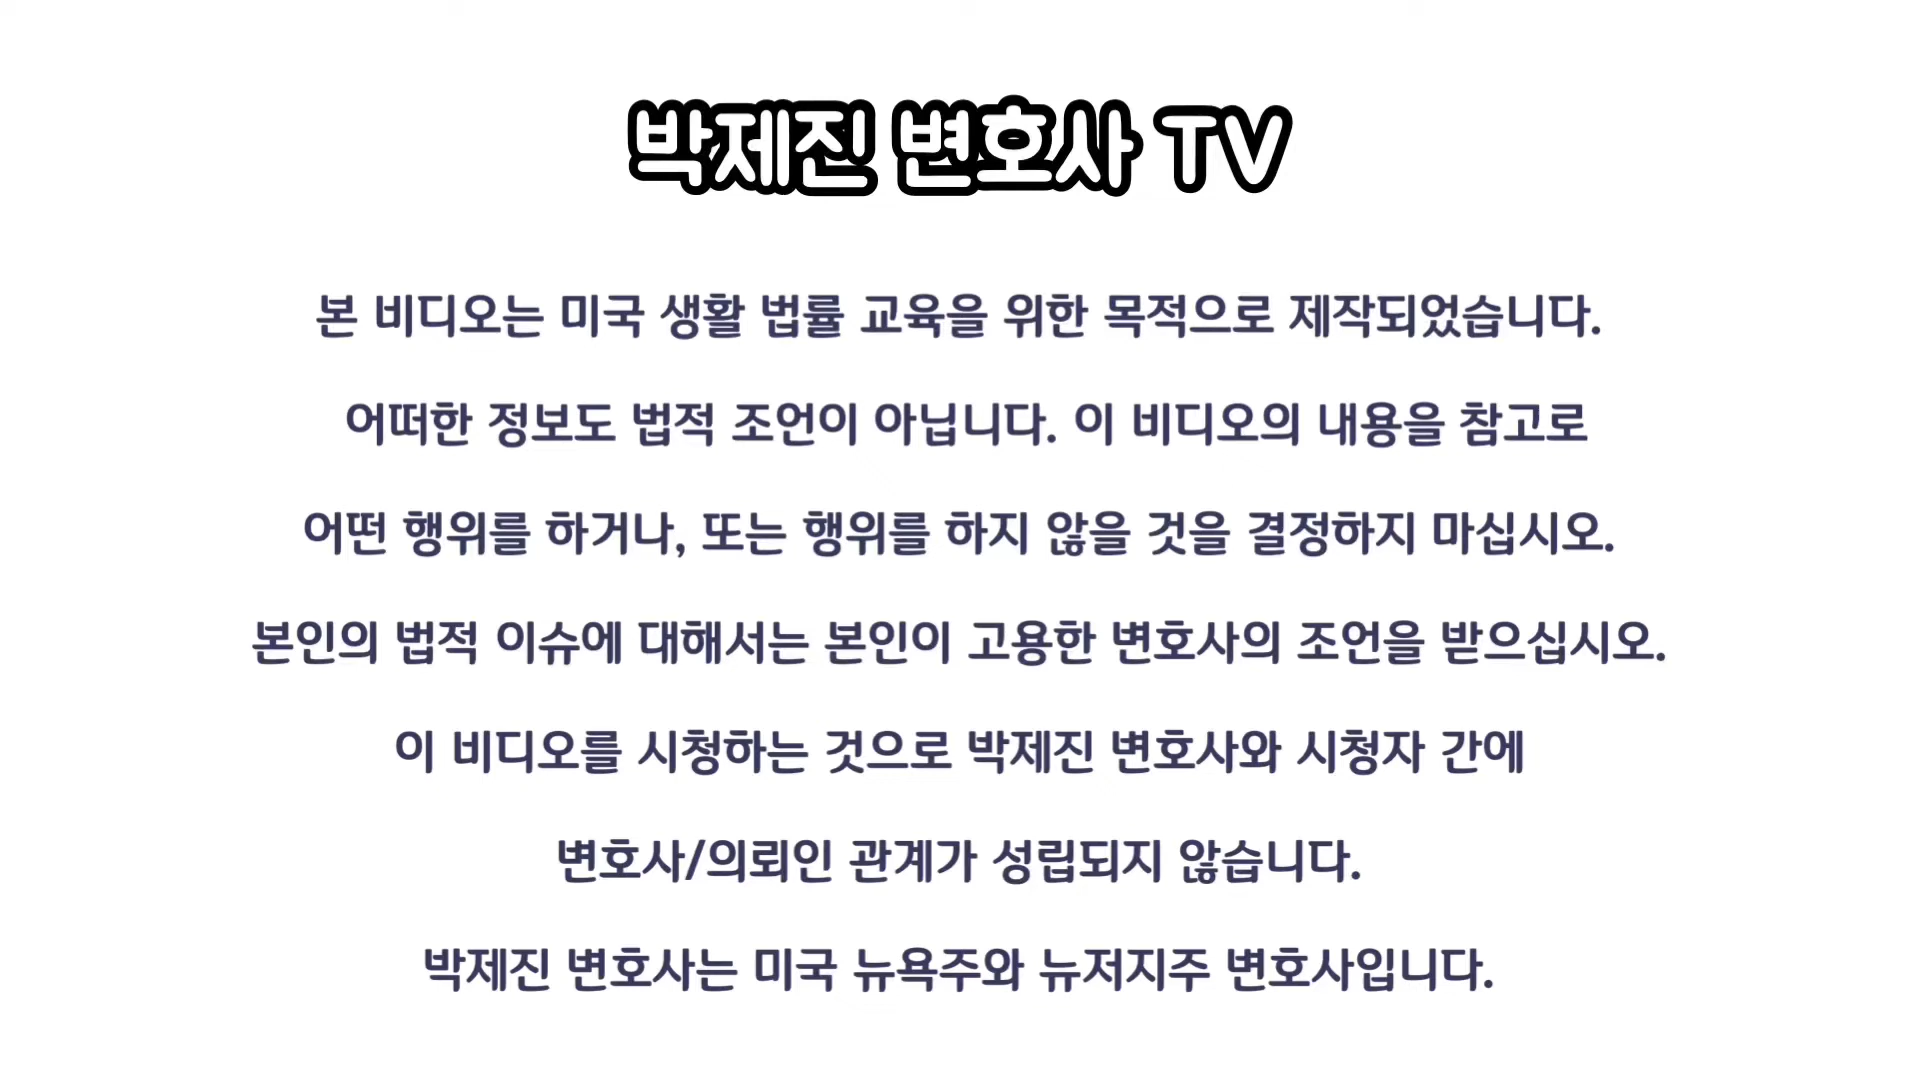 박제진 변호사 TV
본 비디오는 미국 생활 법률 교육을 위한 목적으로 제작되었습니다.
어떠한 정보도 법적 조언이 아닙니다. 이 비디오의 내용을 참고로
어떤 행위를 하거나, 또는 행위를 하지 않을 것을 결정하지 마십시오.
본인의 법적 이슈에 대해서는 본인이 고용한 변호사의 조언을 받으십시오.
이 비디오를 시청하는 것으로 박제진 변호사와 시청자 간에
변호사/의뢰인 관계가 성립되지 않습니다.
박제진 변호사는 미국 뉴욕주와 뉴저지주 변호사입니다.